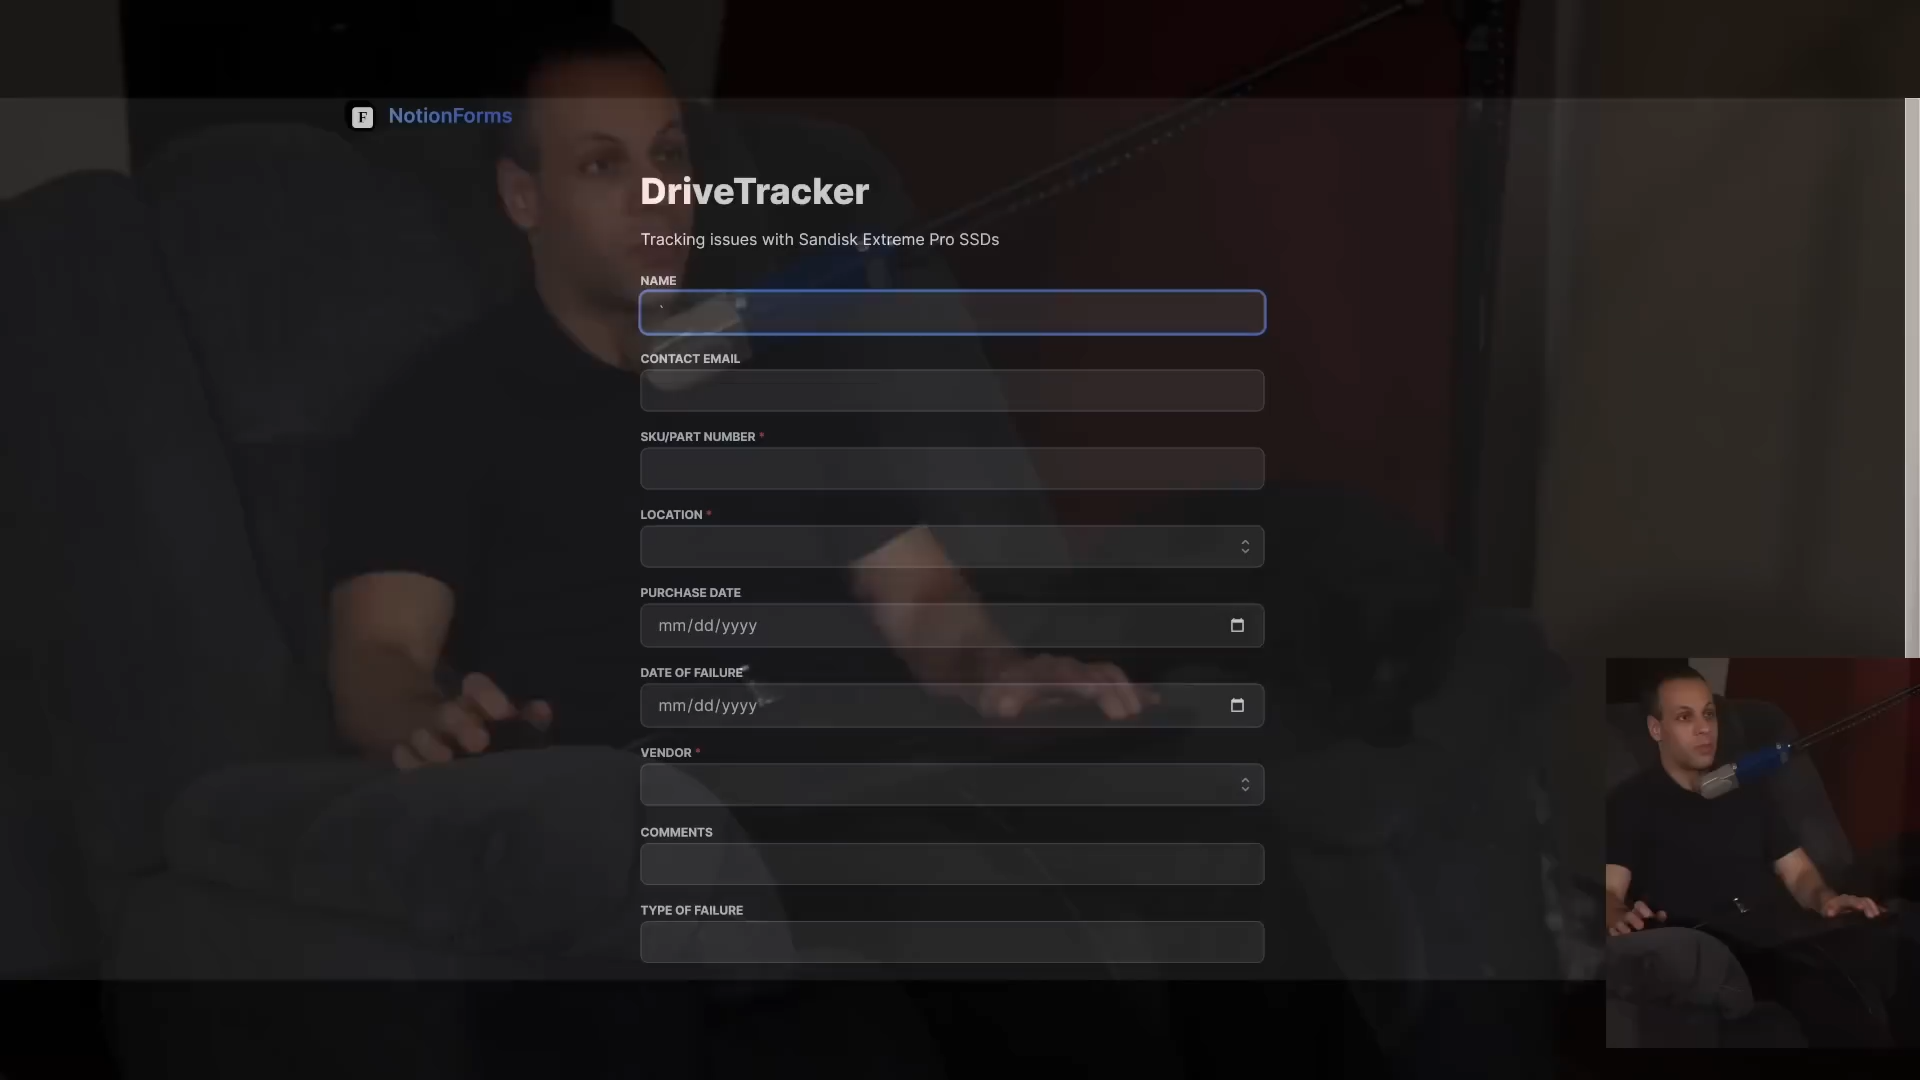 F NotionForms
DriveTracker
Tracking issues with Sandisk Extreme Pro SSDs
NAME
`
CONTACT EMAIL
SKU/PART NUMBER *
LOCATION *
PURCHASE DATE
mm/dd/yyyy
DATE OF FAILURE
mm/dd/yyyy
VENDOR *
COMMENTS
TYPE OF FAILURE